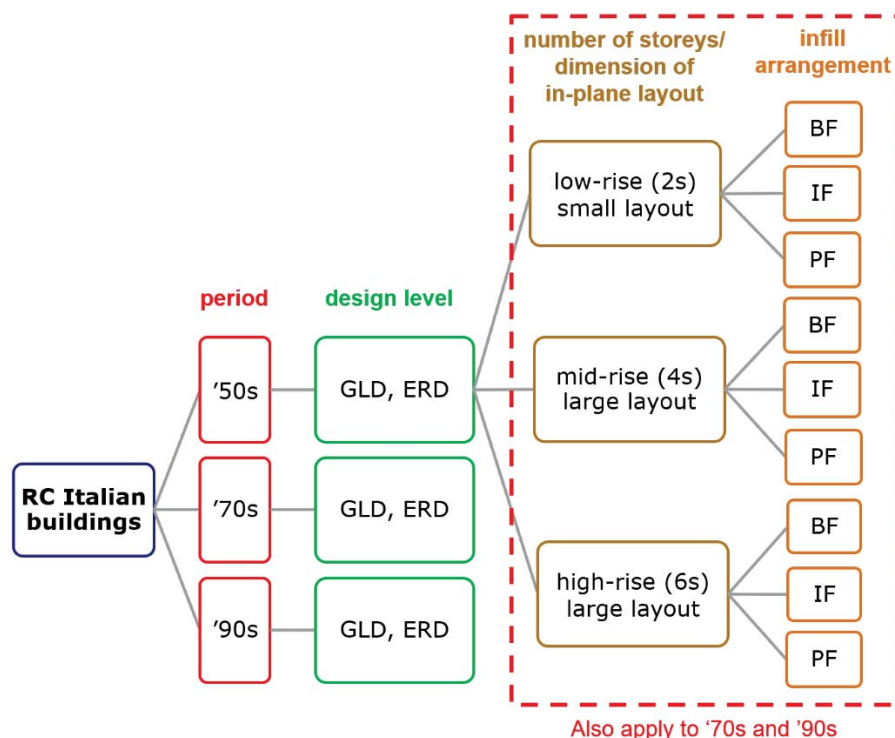 number of storeys/
dimension of
in-plane layout
infill
arrangement
period
design level
RC Italian
buildings
’50s
GLD, ERD
’70s
GLD, ERD
’90s
GLD, ERD
low-rise (2s)
small layout
BF
IF
PF
mid-rise (4s)
large layout
BF
IF
PF
high-rise (6s)
large layout
BF
IF
PF
Also apply to ‘70s and ’90s